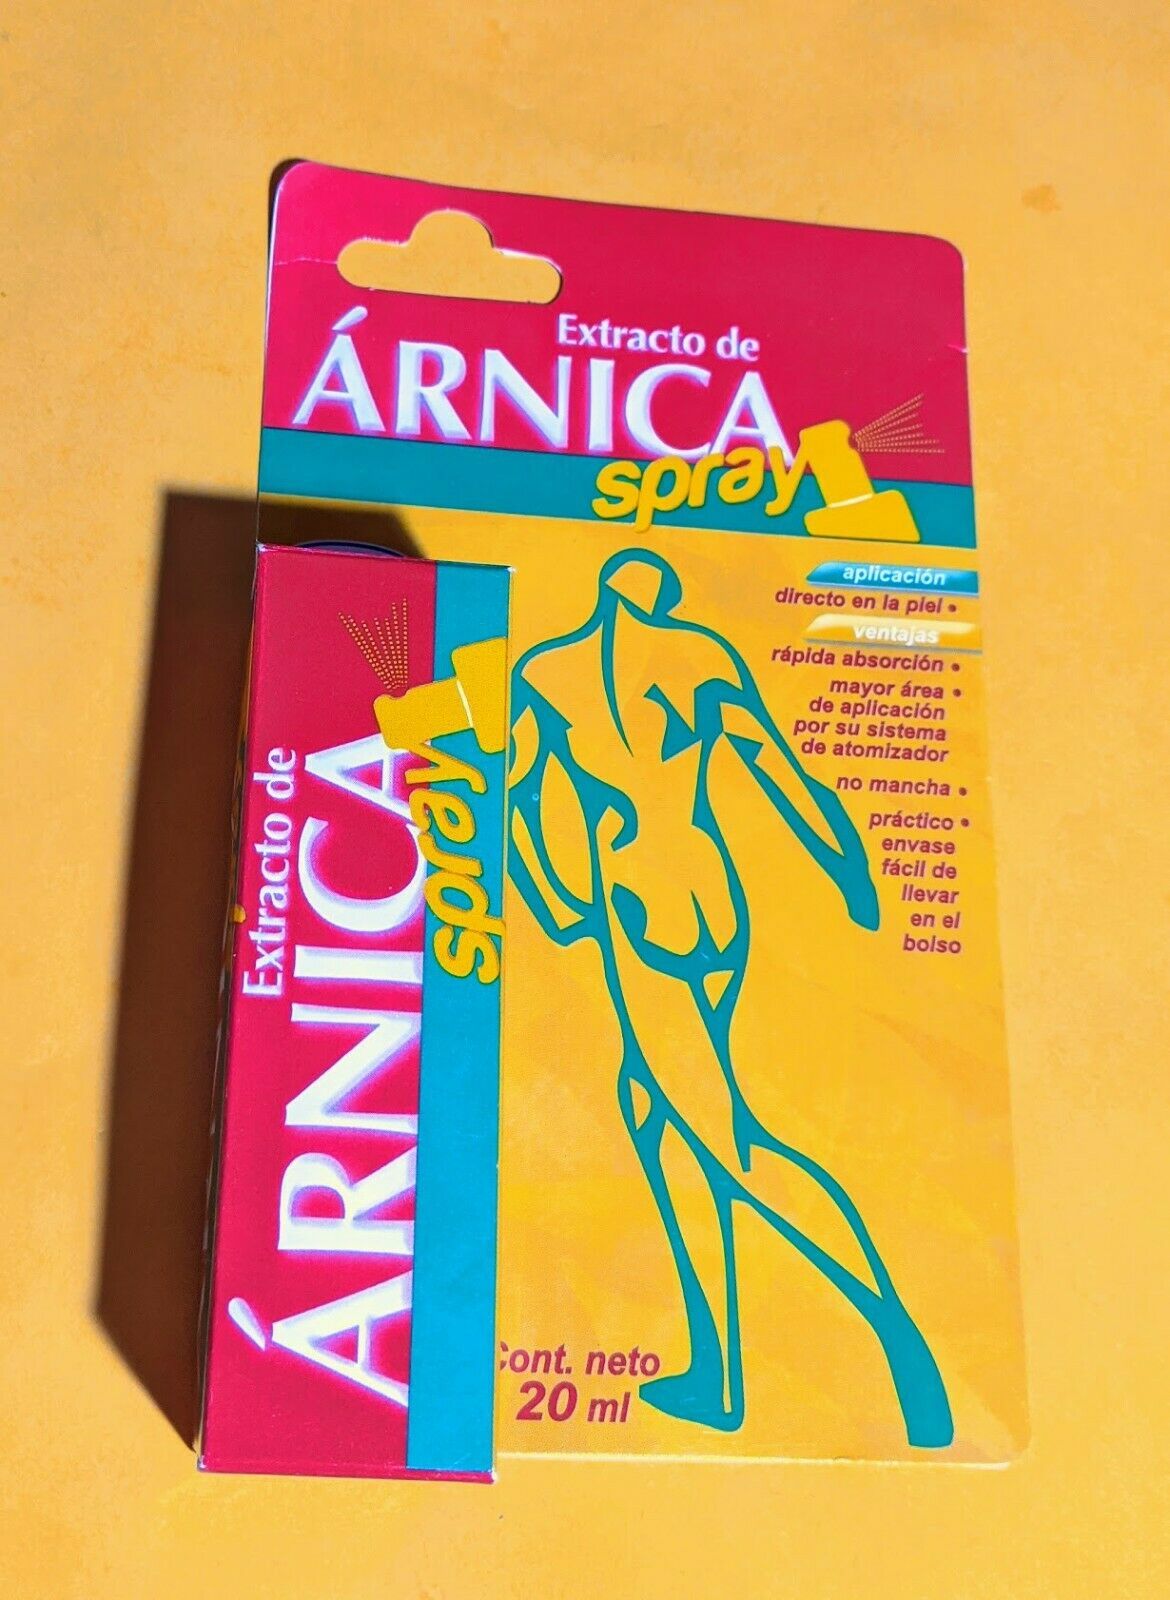 Extracto de
ÁRNICA
spray
aplicación
directo en la piel •
ventajas
rápida absorción •
mayor área •
de aplicación
por su sistema
de atomizador
no mancha •
práctico •
envase
fácil de
llevar
en el
bolso
Extracto de
ÁRNICA
spray
Cont. neto
20 ml